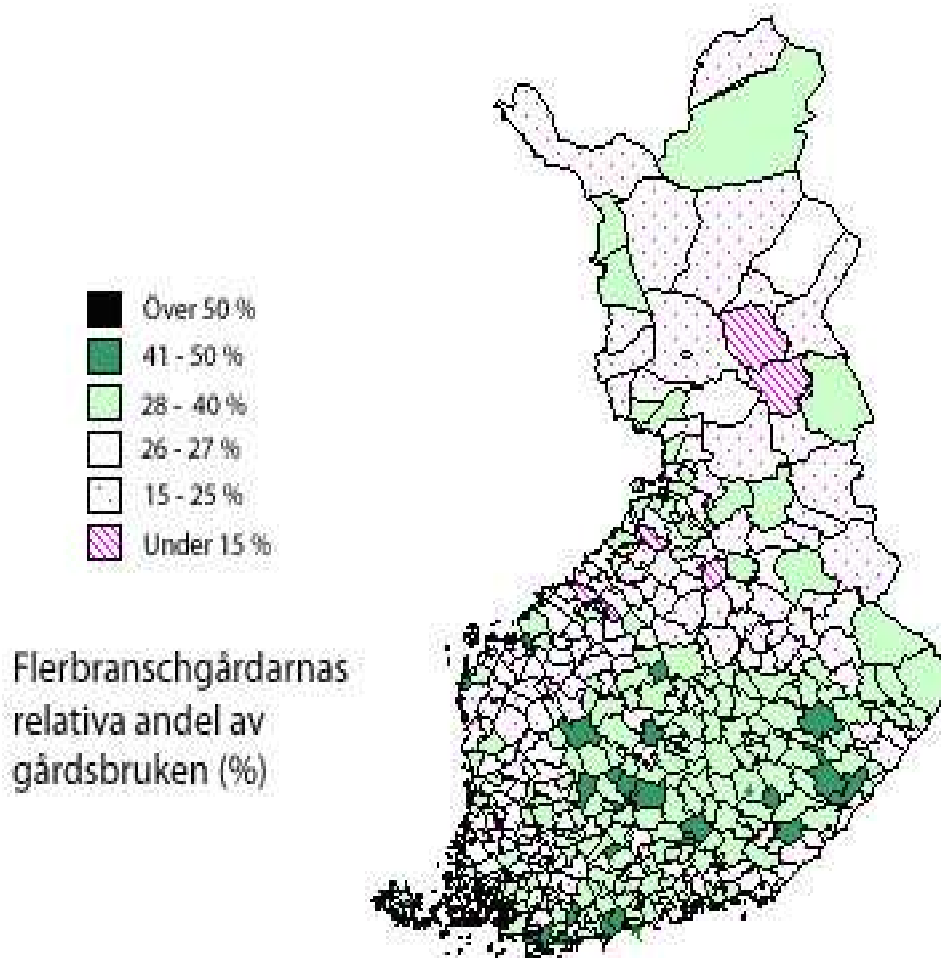 Över 50 %
41 - 50 %
28 - 40 %
26 - 27 %
15 - 25 %
Under 15 %
Flerbranschgårdarnas
relativa andel av
gårdsbruken (%)